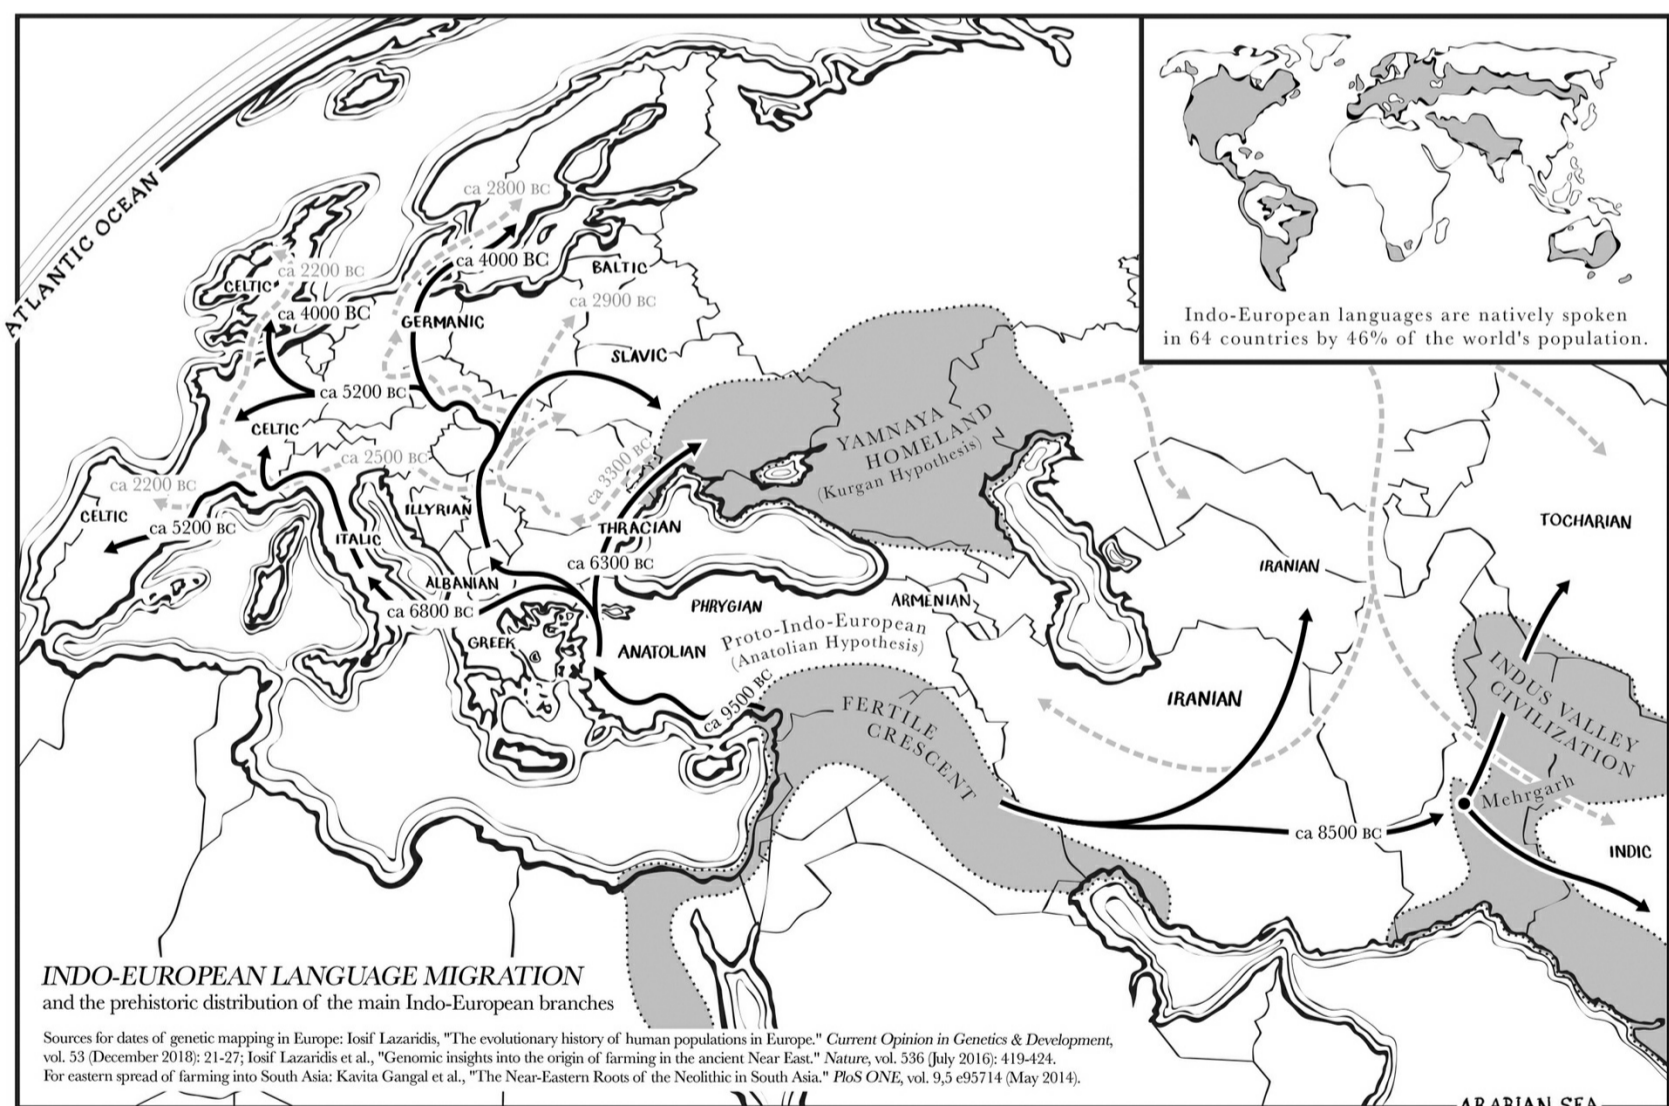 ATLANTIC OCEAN
ca 2800 BC
ca 4000 BC
BALTIC
ca 2200 BC
CELTIC
ca 4000 BC
ca 2900 BC
GERMANIC
SLAVIC
ca 5200 BC
CELTIC
ca 2500 BC
ca 3300 BC
YAMNAYA
HOMELAND
(Kurgan Hypothesis)
ca 2200 BC
CELTIC
ca 5200 BC
ILLYRIAN
ITALIC
THRACIAN
ca 6300 BC
TOCHARIAN
IRANIAN
ALBANIAN
ca 6800 BC
PHRYGIAN
ARMENIAN
GREEK
ANATOLIAN
Proto-Indo-European
(Anatolian Hypothesis)
ca 9500 BC
FERTILE
CRESCENT
IRANIAN
INDUS VALLEY
CIVILIZATION
Mehrgarh
ca 8500 BC
INDIC
Indo-European languages are natively spoken
in 64 countries by 46% of the world's population.
INDO-EUROPEAN LANGUAGE MIGRATION
and the prehistoric distribution of the main Indo-European branches
Sources for dates of genetic mapping in Europe: Iosif Lazaridis, "The evolutionary history of human populations in Europe." Current Opinion in Genetics & Development,
vol. 53 (December 2018): 21-27; Iosif Lazaridis et al., "Genomic insights into the origin of farming in the ancient Near East." Nature, vol. 536 (July 2016): 419-424.
For eastern spread of farming into South Asia: Kavita Gangal et al., "The Near-Eastern Roots of the Neolithic in South Asia." PloS ONE, vol. 9,5 e95714 (May 2014).
ARABIAN SEA